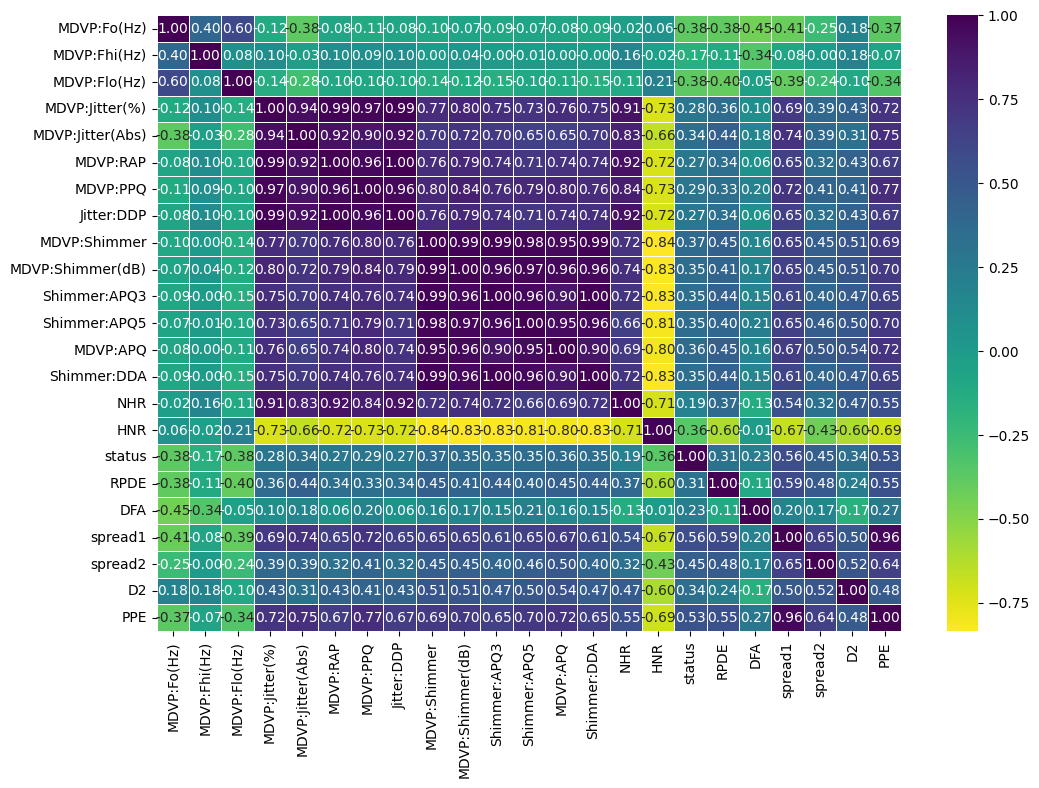 MDVP:Fo(Hz) 1.00 0.40 0.60 -0.12 -0.38 -0.08 -0.11 -0.08 -0.10 -0.07 -0.09 -0.07 -0.08 -0.09 -0.02 0.06 -0.38 -0.38 -0.45 -0.41 -0.25 0.18 -0.37
MDVP:Fhi(Hz) 0.40 1.00 0.08 0.10 -0.03 0.10 0.09 0.10 0.00 0.04 -0.00 -0.01 0.00 -0.00 0.16 -0.02 -0.17 -0.11 -0.34 -0.08 -0.00 0.18 -0.07
MDVP:Flo(Hz) 0.60 0.08 1.00 -0.14 -0.28 -0.10 -0.10 -0.10 -0.14 -0.12 -0.15 -0.10 -0.11 -0.15 -0.11 0.21 -0.38 -0.40 -0.05 -0.39 -0.24 -0.10 -0.34
MDVP:Jitter(%) -0.12 0.10 -0.14 1.00 0.94 0.99 0.97 0.99 0.77 0.80 0.75 0.73 0.76 0.75 0.91 -0.73 0.28 0.36 0.10 0.69 0.39 0.43 0.72
MDVP:Jitter(Abs) -0.38 -0.03 -0.28 0.94 1.00 0.92 0.90 0.92 0.70 0.72 0.70 0.65 0.65 0.70 0.83 -0.66 0.34 0.44 0.18 0.74 0.39 0.31 0.75
MDVP:RAP -0.08 0.10 -0.10 0.99 0.92 1.00 0.96 1.00 0.76 0.79 0.74 0.71 0.74 0.74 0.92 -0.72 0.27 0.34 0.06 0.65 0.32 0.43 0.67
MDVP:PPQ -0.11 0.09 -0.10 0.97 0.90 0.96 1.00 0.96 0.80 0.84 0.76 0.79 0.80 0.76 0.84 -0.73 0.29 0.33 0.20 0.72 0.41 0.41 0.77
Jitter:DDP -0.08 0.10 -0.10 0.99 0.92 1.00 0.96 1.00 0.76 0.79 0.74 0.71 0.74 0.74 0.92 -0.72 0.27 0.34 0.06 0.65 0.32 0.43 0.67
MDVP:Shimmer -0.10 0.00 -0.14 0.77 0.70 0.76 0.80 0.76 1.00 0.99 0.99 0.98 0.95 0.99 0.72 -0.84 0.37 0.45 0.16 0.65 0.45 0.51 0.69
MDVP:Shimmer(dB) -0.07 0.04 -0.12 0.80 0.72 0.79 0.84 0.79 0.99 1.00 0.96 0.97 0.96 0.96 0.74 -0.83 0.35 0.41 0.17 0.65 0.45 0.51 0.70
Shimmer:APQ3 -0.09 -0.00 -0.15 0.75 0.70 0.74 0.76 0.74 0.99 0.96 1.00 0.96 0.90 1.00 0.72 -0.83 0.35 0.44 0.15 0.61 0.40 0.47 0.65
Shimmer:APQ5 -0.07 -0.01 -0.10 0.73 0.65 0.71 0.79 0.71 0.98 0.97 0.96 1.00 0.95 0.96 0.66 -0.81 0.35 0.40 0.21 0.65 0.46 0.50 0.70
MDVP:APQ -0.08 0.00 -0.11 0.76 0.65 0.74 0.80 0.74 0.95 0.96 0.90 0.95 1.00 0.90 0.69 -0.80 0.36 0.45 0.16 0.67 0.50 0.54 0.72
Shimmer:DDA -0.09 -0.00 -0.15 0.75 0.70 0.74 0.76 0.74 0.99 0.96 1.00 0.96 0.90 1.00 0.72 -0.83 0.35 0.44 0.15 0.61 0.40 0.47 0.65
NHR -0.02 0.16 -0.11 0.91 0.83 0.92 0.84 0.92 0.72 0.74 0.72 0.66 0.69 0.72 1.00 -0.71 0.19 0.37 -0.13 0.54 0.32 0.47 0.55
HNR 0.06 -0.02 0.21 -0.73 -0.66 -0.72 -0.73 -0.72 -0.84 -0.83 -0.83 -0.81 -0.80 -0.83 -0.71 1.00 -0.36 -0.60 -0.01 -0.67 -0.43 -0.60 -0.69
status -0.38 -0.17 -0.38 0.28 0.34 0.27 0.29 0.27 0.37 0.35 0.35 0.35 0.36 0.35 0.19 -0.36 1.00 0.31 0.23 0.56 0.45 0.34 0.53
RPDE -0.38 -0.11 -0.40 0.36 0.44 0.34 0.33 0.34 0.45 0.41 0.44 0.40 0.45 0.44 0.37 -0.60 0.31 1.00 -0.11 0.59 0.48 0.24 0.55
DFA -0.45 -0.34 -0.05 0.10 0.18 0.06 0.20 0.06 0.16 0.17 0.15 0.21 0.16 0.15 -0.13 -0.01 0.23 -0.11 1.00 0.20 0.17 -0.17 0.27
spread1 -0.41 -0.08 -0.39 0.69 0.74 0.65 0.72 0.65 0.65 0.65 0.61 0.65 0.67 0.61 0.54 -0.67 0.56 0.59 0.20 1.00 0.65 0.50 0.96
spread2 -0.25 -0.00 -0.24 0.39 0.39 0.32 0.41 0.32 0.45 0.45 0.40 0.46 0.50 0.40 0.32 -0.43 0.45 0.48 0.17 0.65 1.00 0.52 0.64
D2 0.18 0.18 -0.10 0.43 0.31 0.43 0.41 0.43 0.51 0.51 0.47 0.50 0.54 0.47 0.47 -0.60 0.34 0.24 -0.17 0.50 0.52 1.00 0.48
PPE -0.37 -0.07 -0.34 0.72 0.75 0.67 0.77 0.67 0.69 0.70 0.65 0.70 0.72 0.65 0.55 -0.69 0.53 0.55 0.27 0.96 0.64 0.48 1.00
MDVP:Fo(Hz)
MDVP:Fhi(Hz)
MDVP:Flo(Hz)
MDVP:Jitter(%)
MDVP:Jitter(Abs)
MDVP:RAP
MDVP:PPQ
Jitter:DDP
MDVP:Shimmer
MDVP:Shimmer(dB)
Shimmer:APQ3
Shimmer:APQ5
MDVP:APQ
Shimmer:DDA
NHR
HNR
status
RPDE
DFA
spread1
spread2
D2
PPE
1.00
0.75
0.50
0.25
0.00
−0.25
−0.50
−0.75